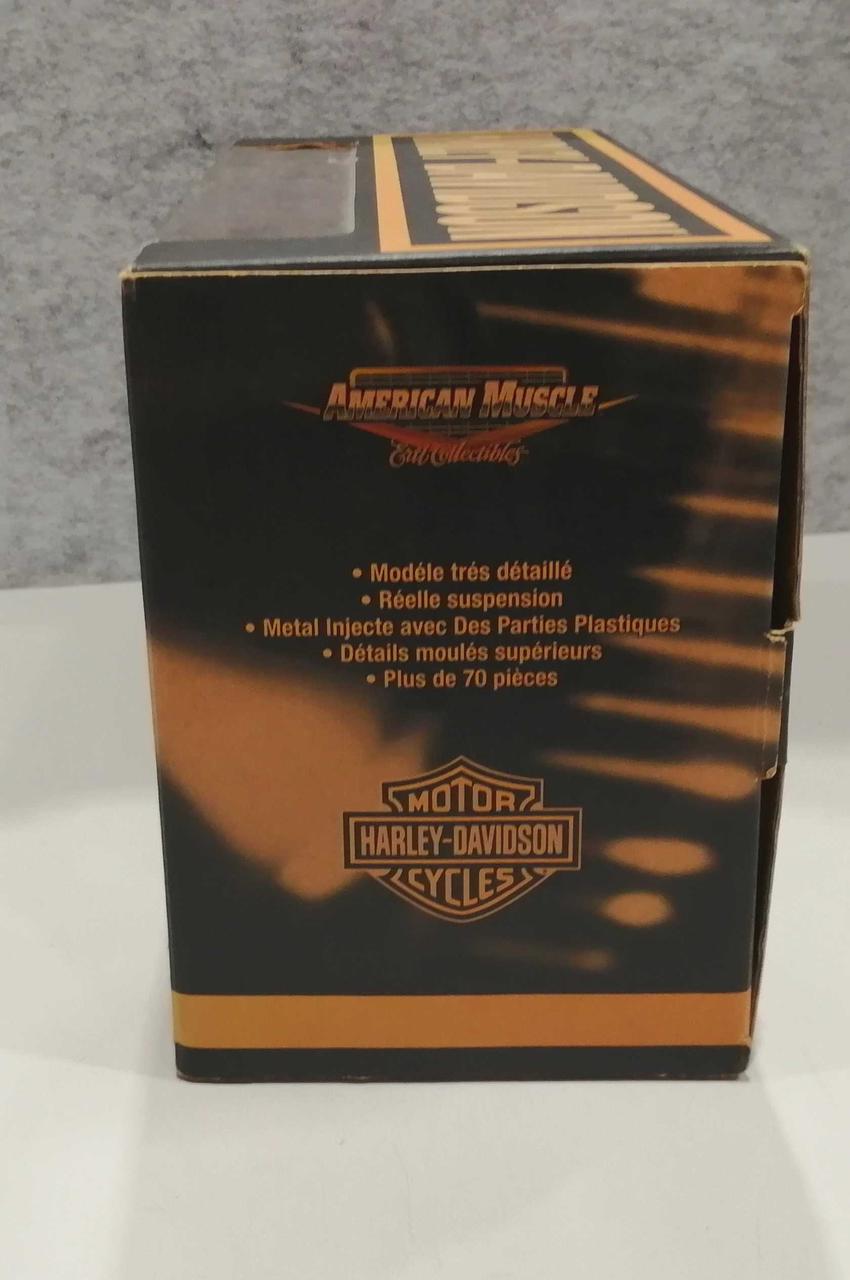 AMERICAN MUSCLE
Ertl Collectibles
• Modéle trés détaillé
• Réelle suspension
• Metal Injecte avec Des Parties Plastiques
• Détails moulés supérieurs
• Plus de 70 pièces
MOTOR
HARLEY-DAVIDSON
CYCLES